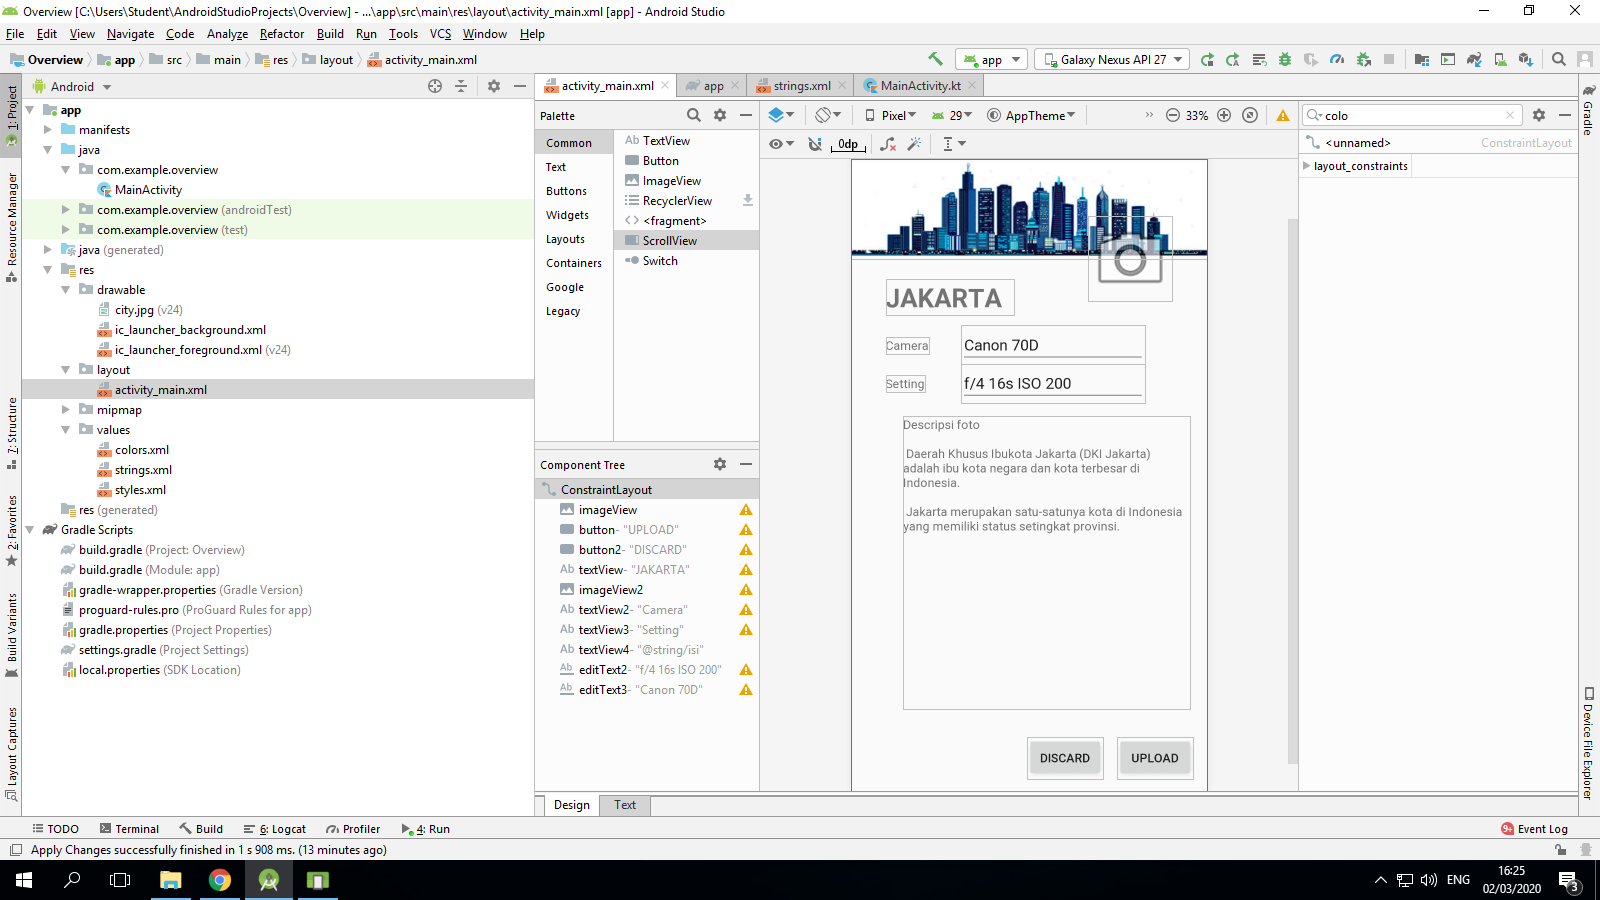 Overview [C:\Users\Student\AndroidStudioProjects\Overview] - ...\app\src\main\res\layout\activity_main.xml [app] - Android Studio
File Edit View Navigate Code Analyze Refactor Build Run Tools VCS Window Help
Overview app src main res layout activity_main.xml app Galaxy Nexus API 27
1: Project
Resource Manager
7: Structure
2: Favorites
Build Variants
Layout Captures
Android
app
manifests
java
com.example.overview
MainActivity
com.example.overview (androidTest)
com.example.overview (test)
java (generated)
res
drawable
city.jpg (v24)
ic_launcher_background.xml
ic_launcher_foreground.xml (v24)
layout
activity_main.xml
mipmap
values
colors.xml
strings.xml
styles.xml
res (generated)
Gradle Scripts
build.gradle (Project: Overview)
build.gradle (Module: app)
gradle-wrapper.properties (Gradle Version)
proguard-rules.pro (ProGuard Rules for app)
gradle.properties (Project Properties)
settings.gradle (Project Settings)
local.properties (SDK Location)
activity_main.xml app strings.xml MainActivity.kt
Palette
Common
Text
Buttons
Widgets
Layouts
Containers
Google
Legacy
Ab TextView
Button
ImageView
RecyclerView
<> <fragment>
ScrollView
Switch
Component Tree
ConstraintLayout
imageView
button- "UPLOAD"
button2- "DISCARD"
Ab textView- "JAKARTA"
imageView2
Ab textView2- "Camera"
Ab textView3- "Setting"
Ab textView4- "@string/isi"
Ab editText2- "f/4 16s ISO 200"
Ab editText3- "Canon 70D"
Pixel 29 AppTheme 33%
0dp
JAKARTA
Camera Canon 70D
Setting f/4 16s ISO 200
Descripsi foto
Daerah Khusus Ibukota Jakarta (DKI Jakarta)
adalah ibu kota negara dan kota terbesar di
Indonesia.
Jakarta merupakan satu-satunya kota di Indonesia
yang memiliki status setingkat provinsi.
DISCARD UPLOAD
Design Text
colo
<unnamed> ConstraintLayout
layout_constraints
Gradle
Device File Explorer
TODO Terminal Build 6: Logcat Profiler 4: Run 9+ Event Log
Apply Changes successfully finished in 1 s 908 ms. (13 minutes ago)
ENG
16:25
02/03/2020
3